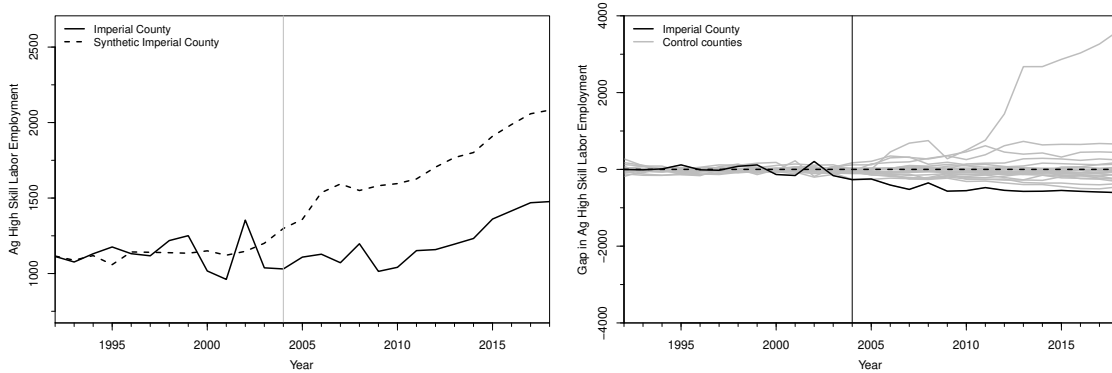 Ag High Skill Labor Employment
2500
2000
1500
1000
Imperial County
Synthetic Imperial County
1995
2000
2005
2010
2015
Year
Gap in Ag High Skill Labor Employment
4000
2000
0
-2000
-4000
Imperial County
Control counties
1995
2000
2005
2010
2015
Year